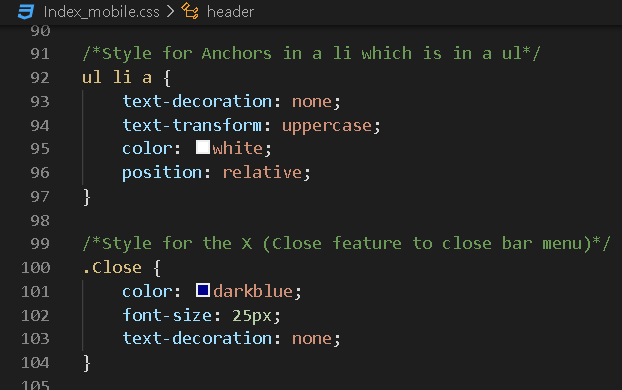 Index_mobile.css > header
90
91 /*Style for Anchors in a li which is in a ul*/
92 ul li a {
93 text-decoration: none;
94 text-transform: uppercase;
95 color: white;
96 position: relative;
97 }
98
99 /*Style for the X (Close feature to close bar menu)*/
100 .Close {
101 color: darkblue;
102 font-size: 25px;
103 text-decoration: none;
104 }
105